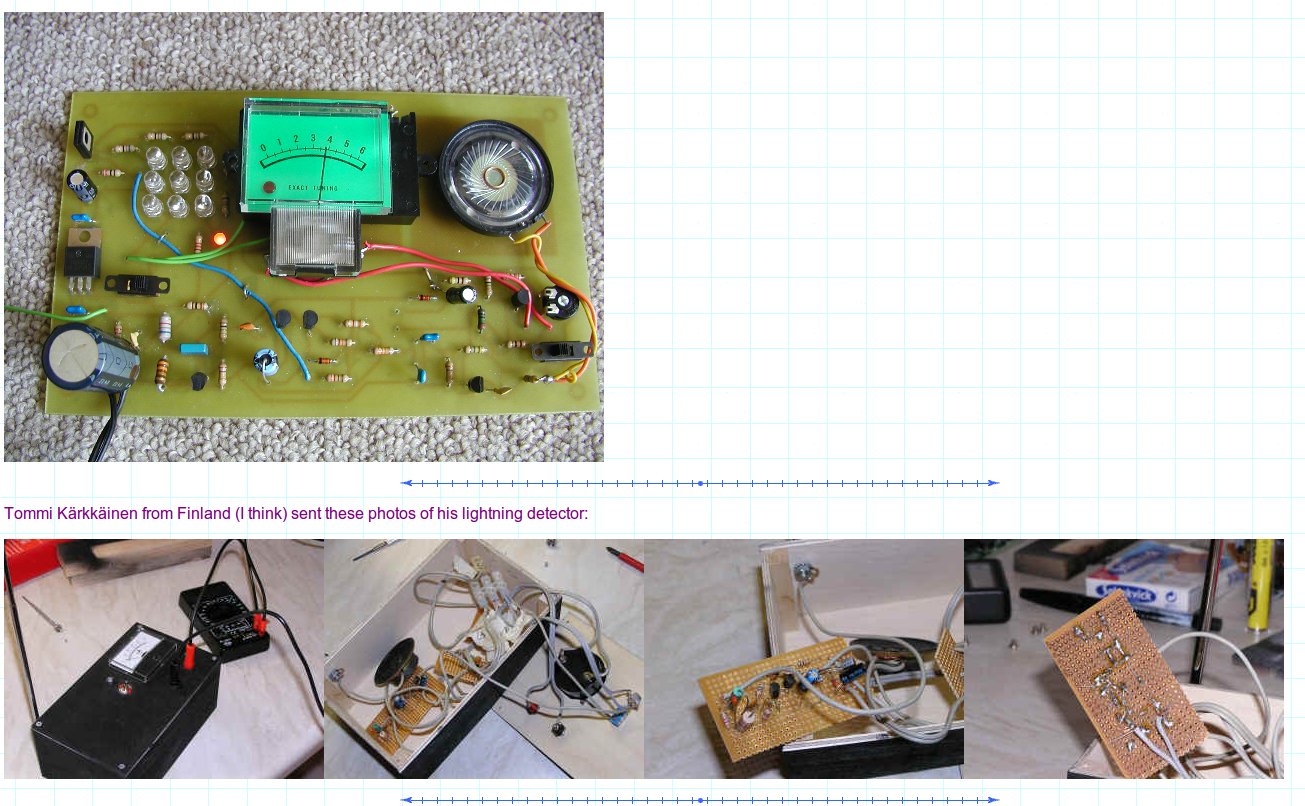 0 1 2 3 4 5 6
EXACT TUNING
Tommi Kärkkäinen from Finland (I think) sent these photos of his lightning detector: